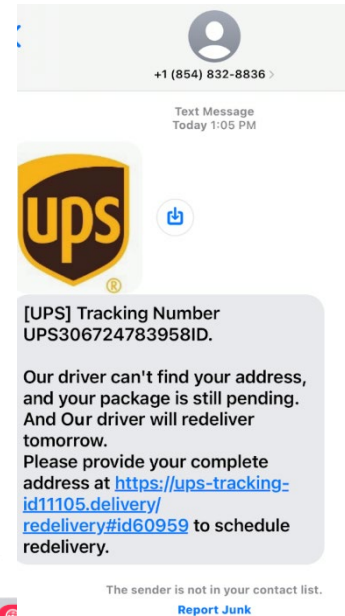 +1 (854) 832-8836 >
Text Message
Today 1:05 PM
ups
®
[UPS] Tracking Number
UPS306724783958ID.
Our driver can't find your address,
and your package is still pending.
And Our driver will redeliver
tomorrow.
Please provide your complete
address at https://ups-tracking-
id11105.delivery/
redelivery#id60959 to schedule
redelivery.
The sender is not in your contact list.
Report Junk